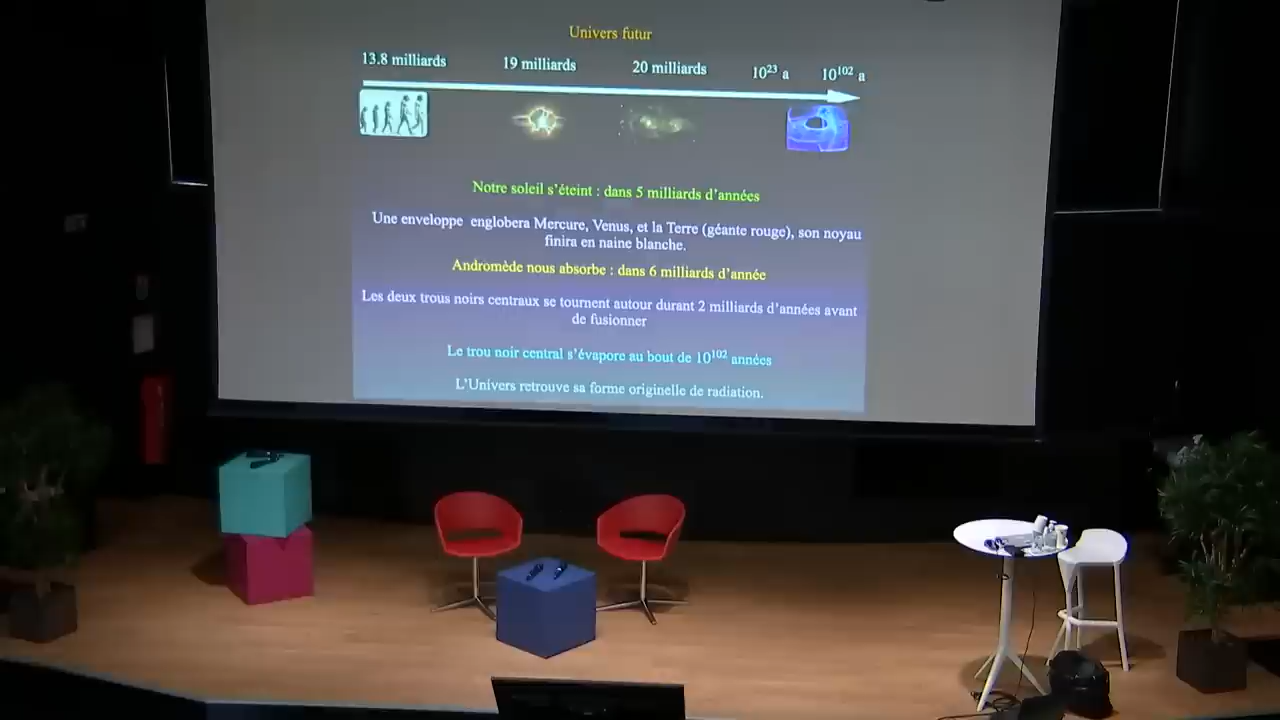 Univers futur
13.8 milliards 19 milliards 20 milliards 10²³ a 10¹⁰² a
Notre soleil s'éteint : dans 5 milliards d'années
Une enveloppe englobera Mercure, Venus, et la Terre (géante rouge), son noyau
finira en naine blanche.
Andromède nous absorbe : dans 6 milliards d'année
Les deux trous noirs centraux se tournent autour durant 2 milliards d'années avant
de fusionner
Le trou noir central s'évapore au bout de 10¹⁰² années
L'Univers retrouve sa forme originelle de radiation.